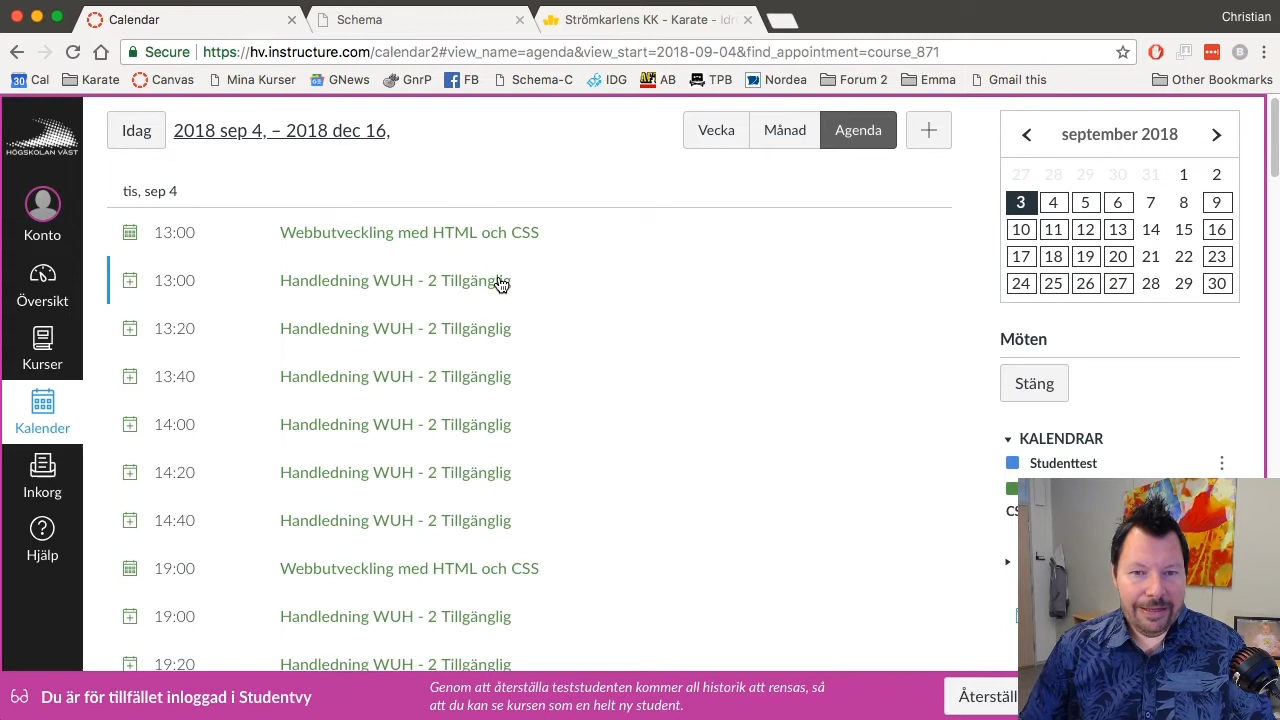 Calendar
Schema
Strömkarlens KK - Karate - Idr
Christian
Secure
https://hv.instructure.com/calendar2#view_name=agenda&view_start=2018-09-04&find_appointment=course_871
Cal
Karate
Canvas
Mina Kurser
GNews
GnrP
FB
Schema-C
IDG
AB
TPB
Nordea
Forum 2
Emma
Gmail this
Other Bookmarks
HÖGSKOLAN VÄST
Konto
Översikt
Kurser
Kalender
Inkorg
Hjälp
Idag
2018 sep 4, – 2018 dec 16,
Vecka
Månad
Agenda
tis, sep 4
13:00 Webbutveckling med HTML och CSS
13:00 Handledning WUH - 2 Tillgänglig
13:20 Handledning WUH - 2 Tillgänglig
13:40 Handledning WUH - 2 Tillgänglig
14:00 Handledning WUH - 2 Tillgänglig
14:20 Handledning WUH - 2 Tillgänglig
14:40 Handledning WUH - 2 Tillgänglig
19:00 Webbutveckling med HTML och CSS
19:00 Handledning WUH - 2 Tillgänglig
19:20 Handledning WUH - 2 Tillgänglig
september 2018
27 28 29 30 31 1 2
3 4 5 6 7 8 9
10 11 12 13 14 15 16
17 18 19 20 21 22 23
24 25 26 27 28 29 30
Möten
Stäng
KALENDRAR
Studenttest
CS
Du är för tillfället inloggad i Studentvy
Genom att återställa teststudenten kommer all historik att rensas, så
att du kan se kursen som en helt ny student.
Återställ